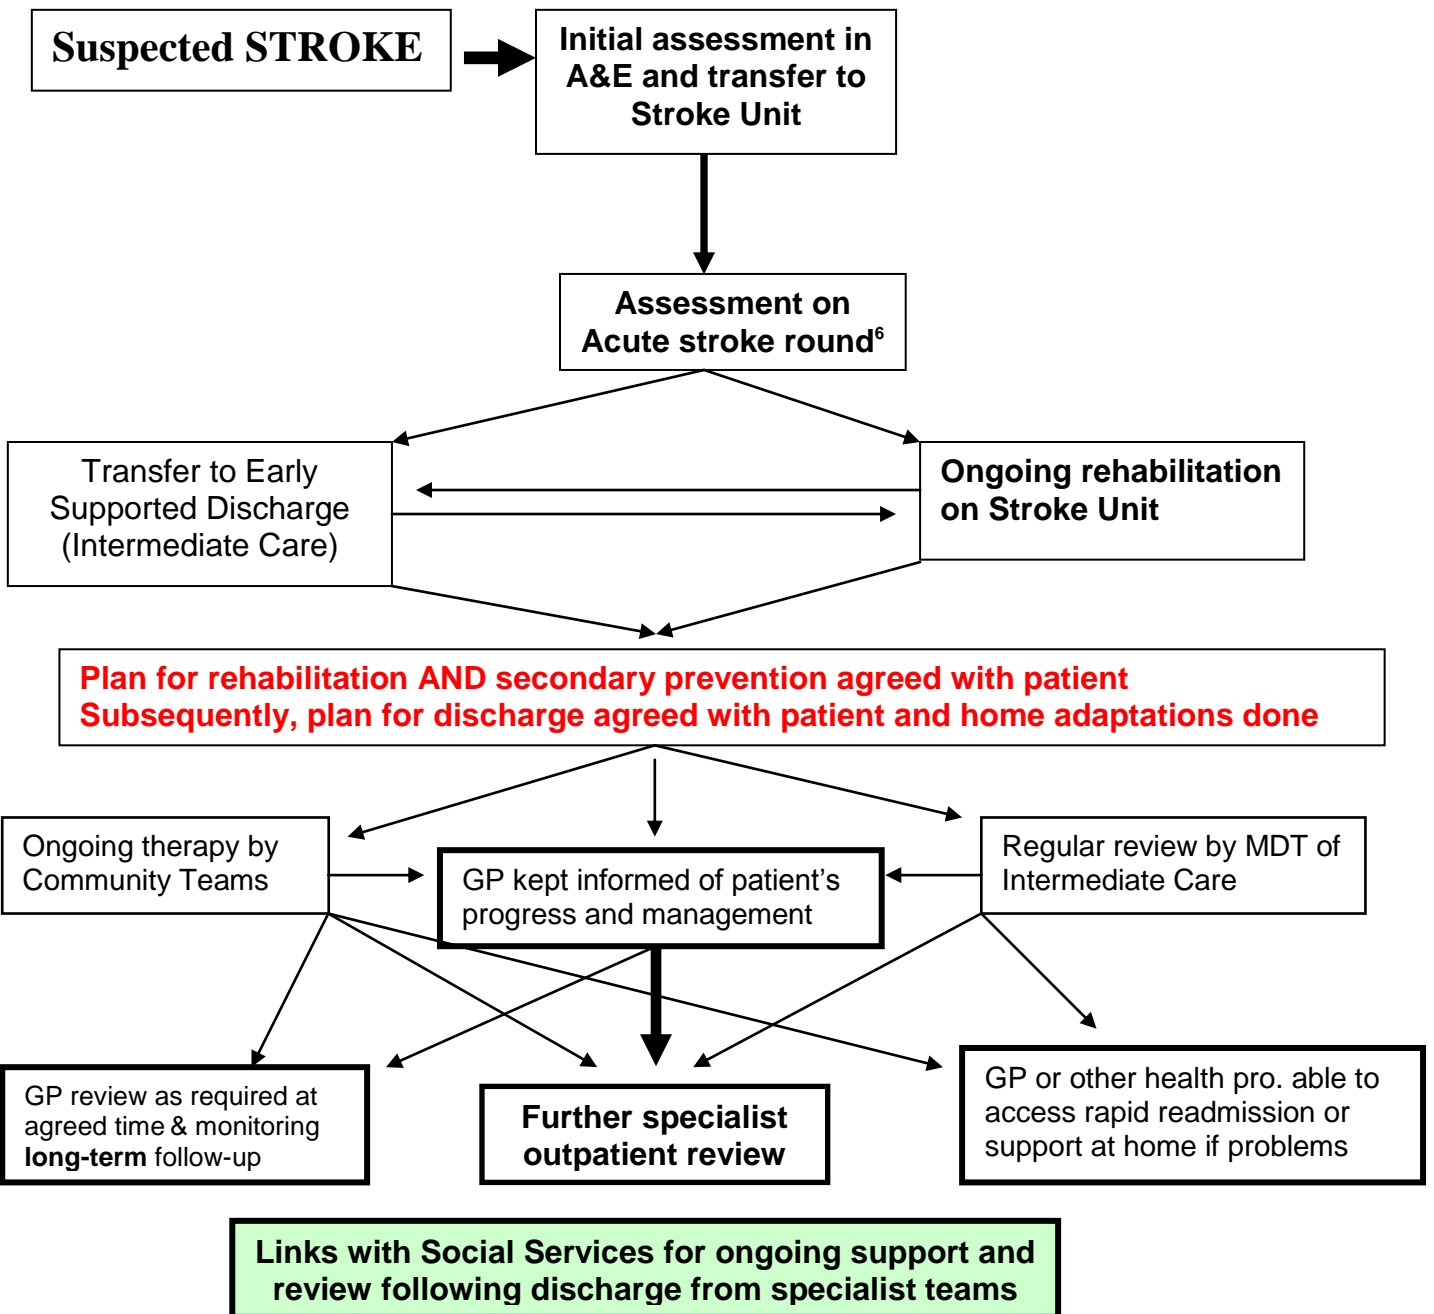 Suspected STROKE
Initial assessment in
A&E and transfer to
Stroke Unit
Assessment on
Acute stroke round⁶
Transfer to Early
Supported Discharge
(Intermediate Care)
Ongoing rehabilitation
on Stroke Unit
Plan for rehabilitation AND secondary prevention agreed with patient
Subsequently, plan for discharge agreed with patient and home adaptations done
Ongoing therapy by
Community Teams
GP kept informed of patient’s
progress and management
Regular review by MDT of
Intermediate Care
GP review as required at
agreed time & monitoring
long-term follow-up
Further specialist
outpatient review
GP or other health pro. able to
access rapid readmission or
support at home if problems
Links with Social Services for ongoing support and
review following discharge from specialist teams